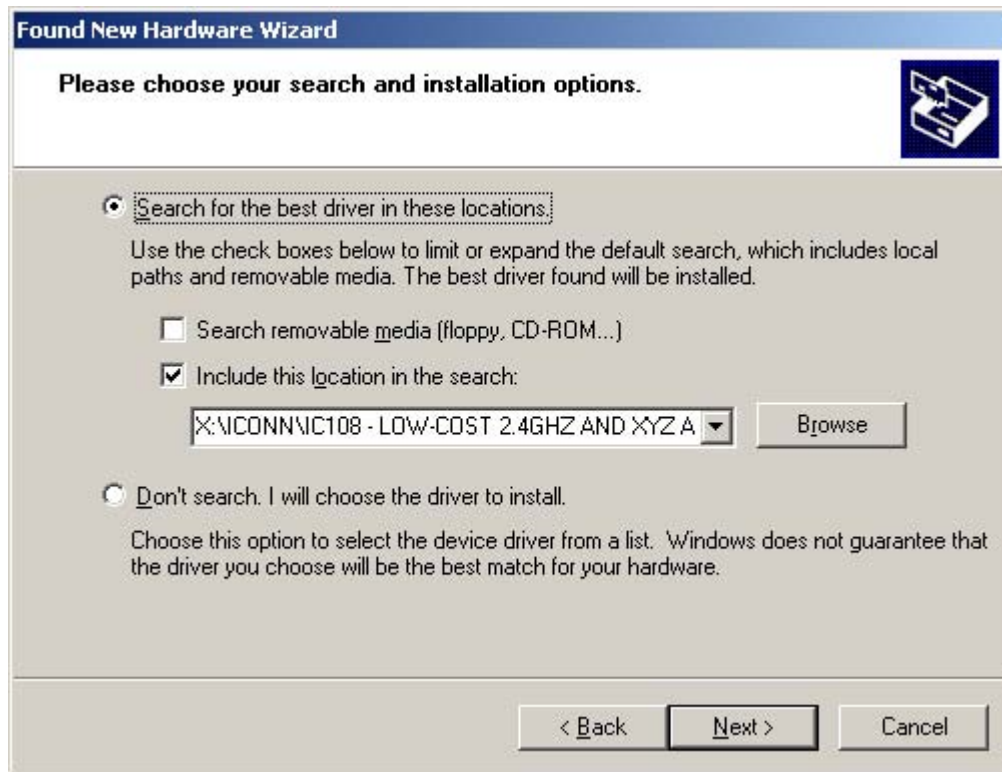 Found New Hardware Wizard
Please choose your search and installation options.
Search for the best driver in these locations.
Use the check boxes below to limit or expand the default search, which includes local
paths and removable media. The best driver found will be installed.
Search removable media (floppy, CD-ROM...)
Include this location in the search:
X:\ICONN\IC108 - LOW-COST 2.4GHZ AND XYZ A
Browse
Don't search. I will choose the driver to install.
Choose this option to select the device driver from a list.  Windows does not guarantee that
the driver you choose will be the best match for your hardware.
< Back
Next >
Cancel